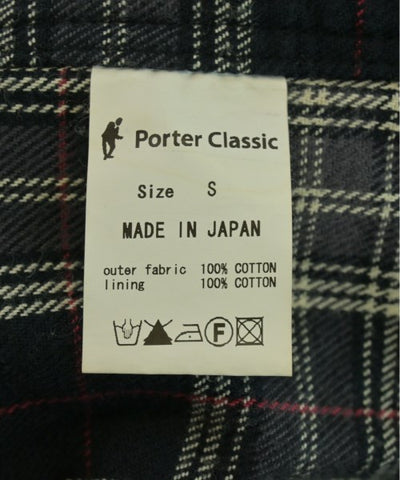 Porter Classic
Size S
MADE IN JAPAN
outer fabric 100% COTTON
lining 100% COTTON
F